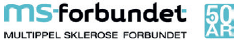 ms-forbundet
MULTIPPEL SKLEROSE FORBUNDET
50
ÅR